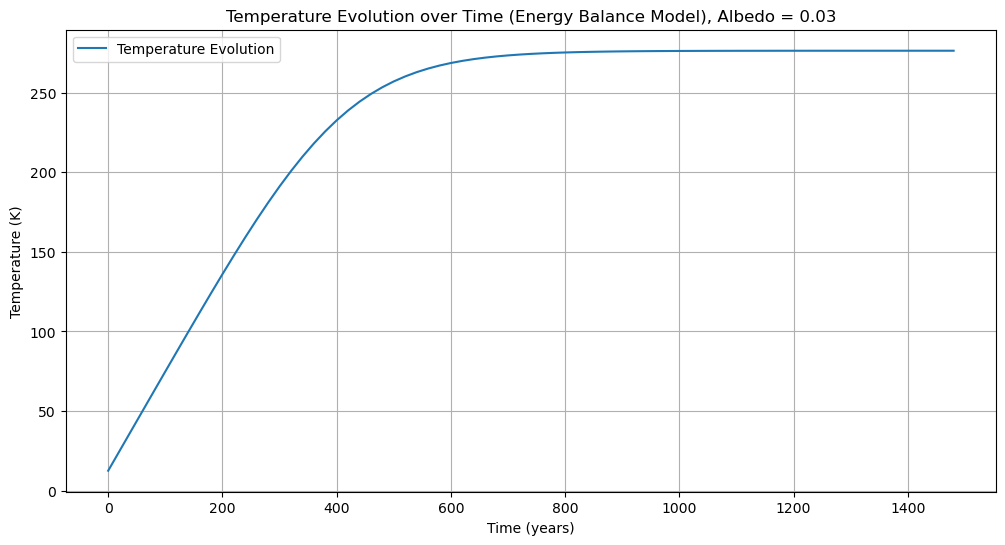 Temperature Evolution over Time (Energy Balance Model), Albedo = 0.03
Temperature Evolution
250
200
150
100
50
0
Temperature (K)
0 200 400 600 800 1000 1200 1400
Time (years)